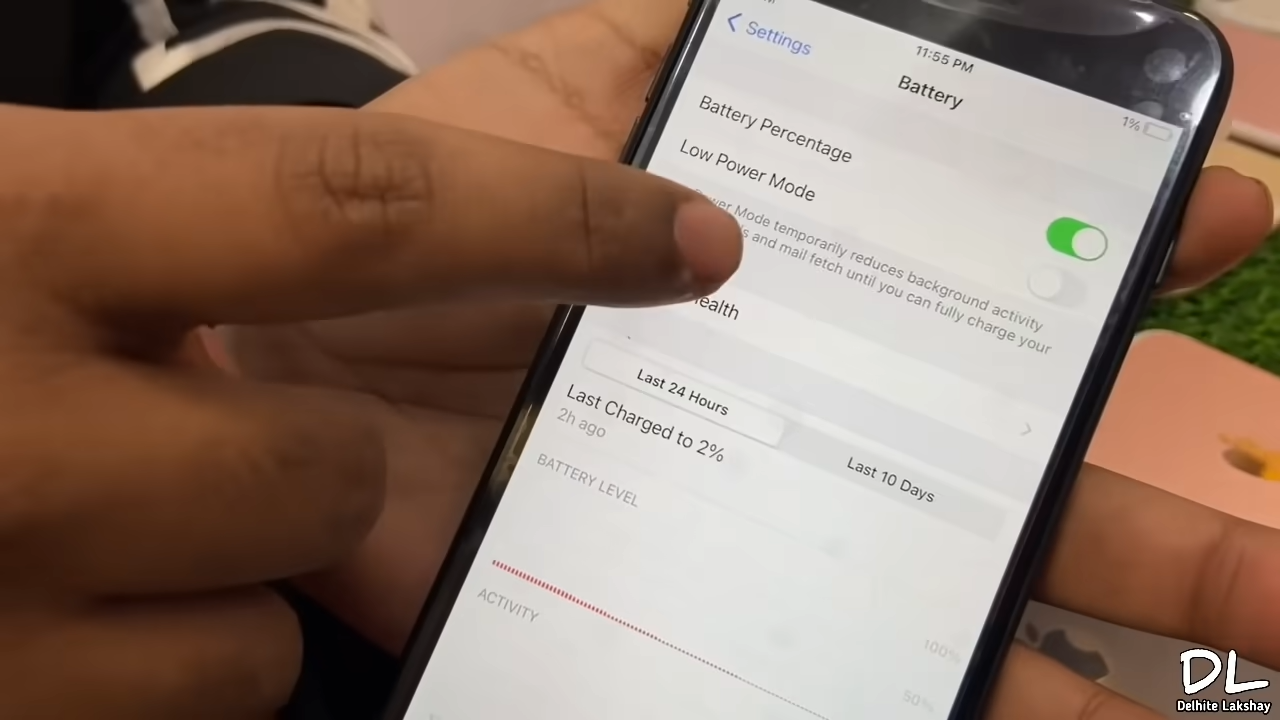 Settings
11:55 PM
1%
Battery
Battery Percentage
Low Power Mode
Power Mode temporarily reduces background activity
and mail fetch until you can fully charge your
Health
Last 24 Hours
Last 10 Days
Last Charged to 2%
2h ago
BATTERY LEVEL
100%
50%
ACTIVITY
DL
Delhite Lakshay